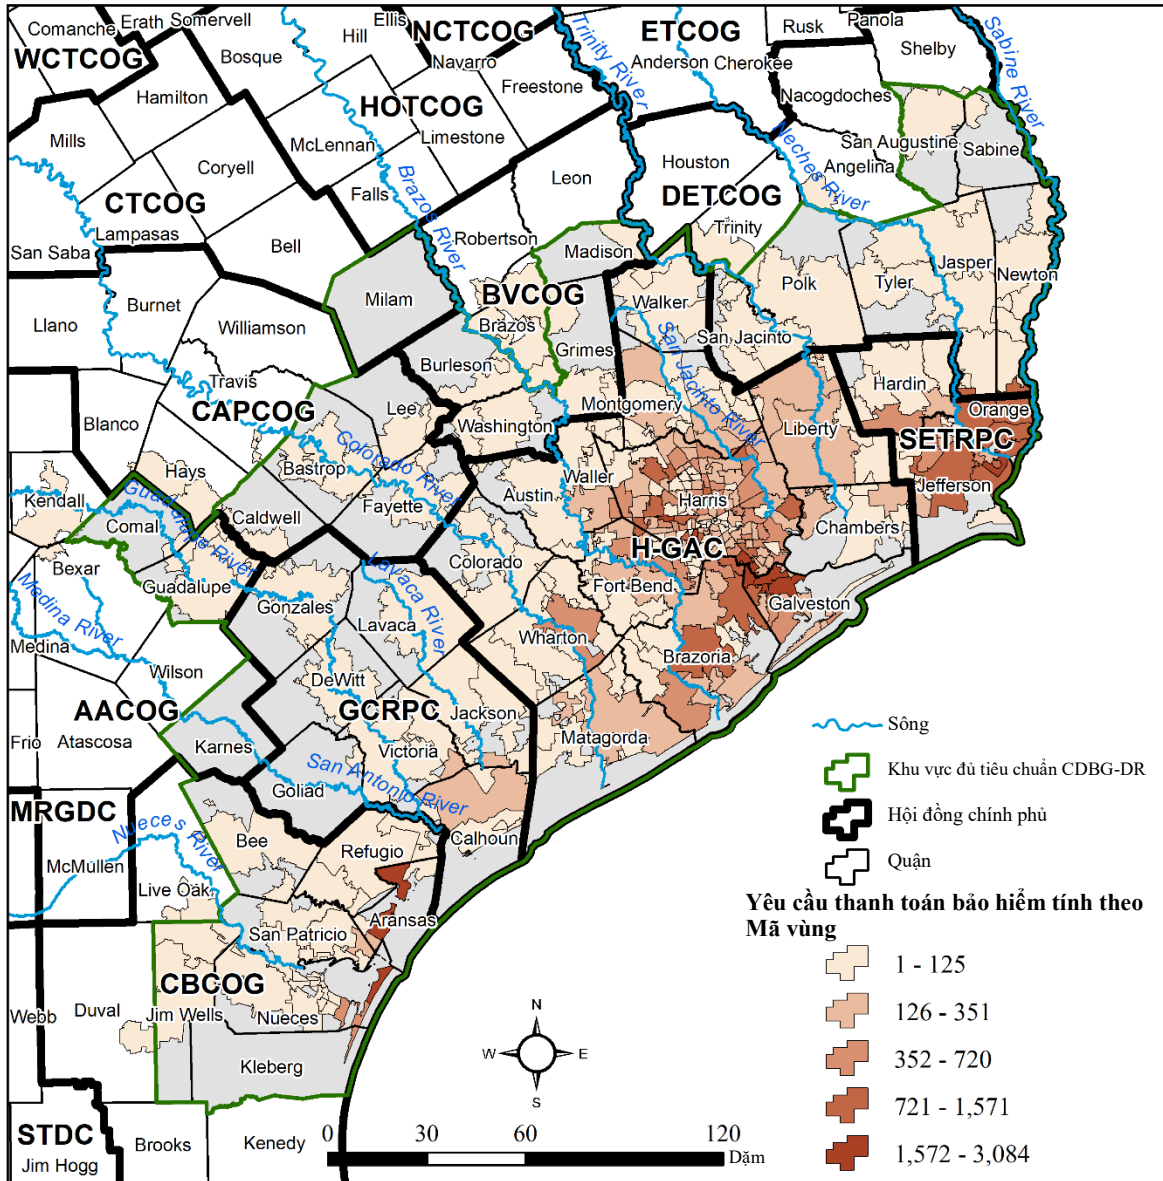 Comanche
Erath
Somervell
Bosque
Hill
Ellis
Navarro
Freestone
Anderson
Cherokee
Rusk
Panola
Shelby
WCTCOG
NCTCOG
ETCOG
Trinity River
Sabine River
Hamilton
HOTCOG
Limestone
McLennan
Nacogdoches
San Augustine
Sabine
Mills
Coryell
Falls
Brazos River
Leon
Houston
Neches River
Angelina
CTCOG
Lampasas
Bell
DETCOG
Trinity
San Saba
Robertson
Madison
Milam
BVCOG
Walker
Polk
Tyler
Jasper
Newton
Burnet
Llano
Williamson
Brazos
Grimes
San Jacinto
San Jacinto River
Burleson
Travis
CAPCOG
Lee
Washington
Montgomery
Liberty
Hardin
Orange
SETRPC
Jefferson
Blanco
Bastrop
Colorado River
Hays
Fayette
Austin
Waller
Harris
Chambers
Kendall
Guadalupe River
Comal
Caldwell
Lavaca River
Colorado
H-GAC
Bexar
Guadalupe
Gonzales
Lavaca
Fort Bend
Galveston
Medina River
Medina
Wilson
Wharton
Brazoria
DeWitt
AACOG
GCRPC
Jackson
Frio
Atascosa
Karnes
Victoria
Matagorda
Goliad
San Antonio River
MRGDC
Nueces River
Bee
Refugio
Calhoun
McMullen
Live Oak
Aransas
San Patricio
CBCOG
Webb
Duval
Jim Wells
Nueces
Kleberg
STDC
Jim Hogg
Brooks
Kenedy
N
W
E
S
0 30 60 120
Dặm
Sông
Khu vực đủ tiêu chuẩn CDBG-DR
Hội đồng chính phủ
Quận
Yêu cầu thanh toán bảo hiểm tính theo
Mã vùng
1 - 125
126 - 351
352 - 720
721 - 1,571
1,572 - 3,084